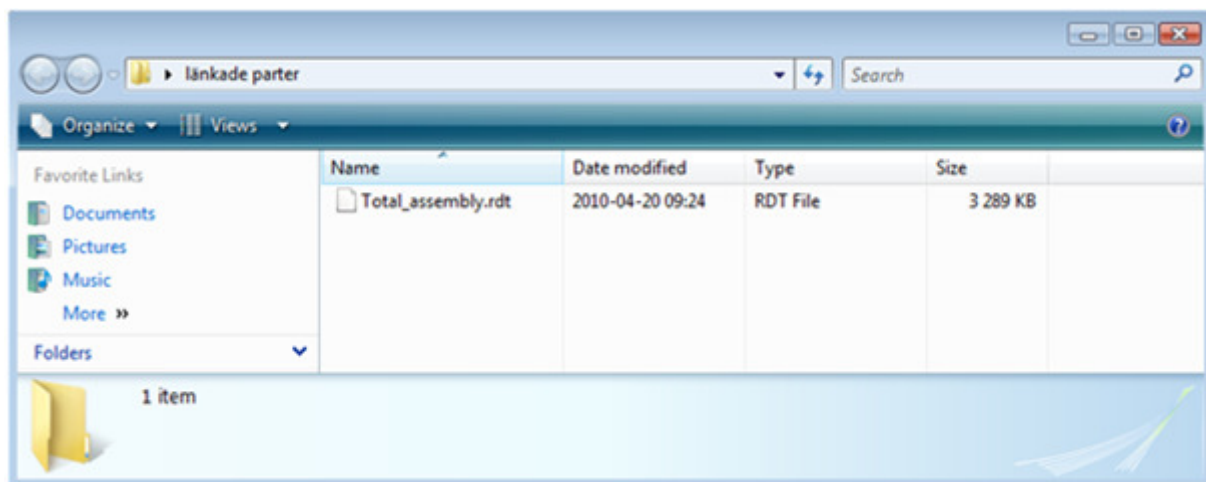 länkade parter
Search
Organize Views
Favorite Links
Documents
Pictures
Music
More »
Folders
Name Date modified Type Size
Total_assembly.rdt 2010-04-20 09:24 RDT File 3 289 KB
1 item